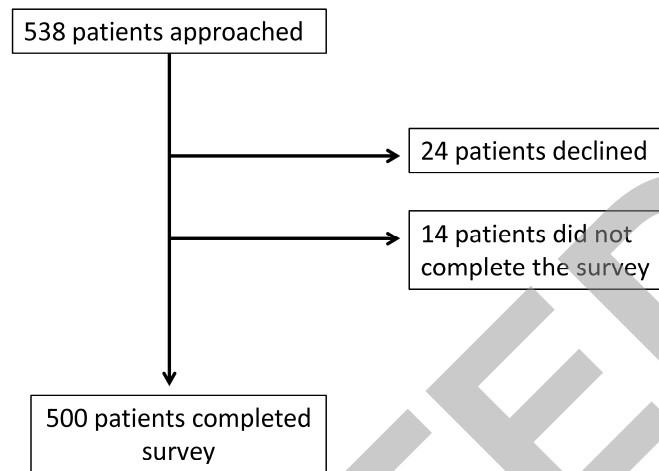 538 patients approached
24 patients declined
14 patients did not
complete the survey
500 patients completed
survey